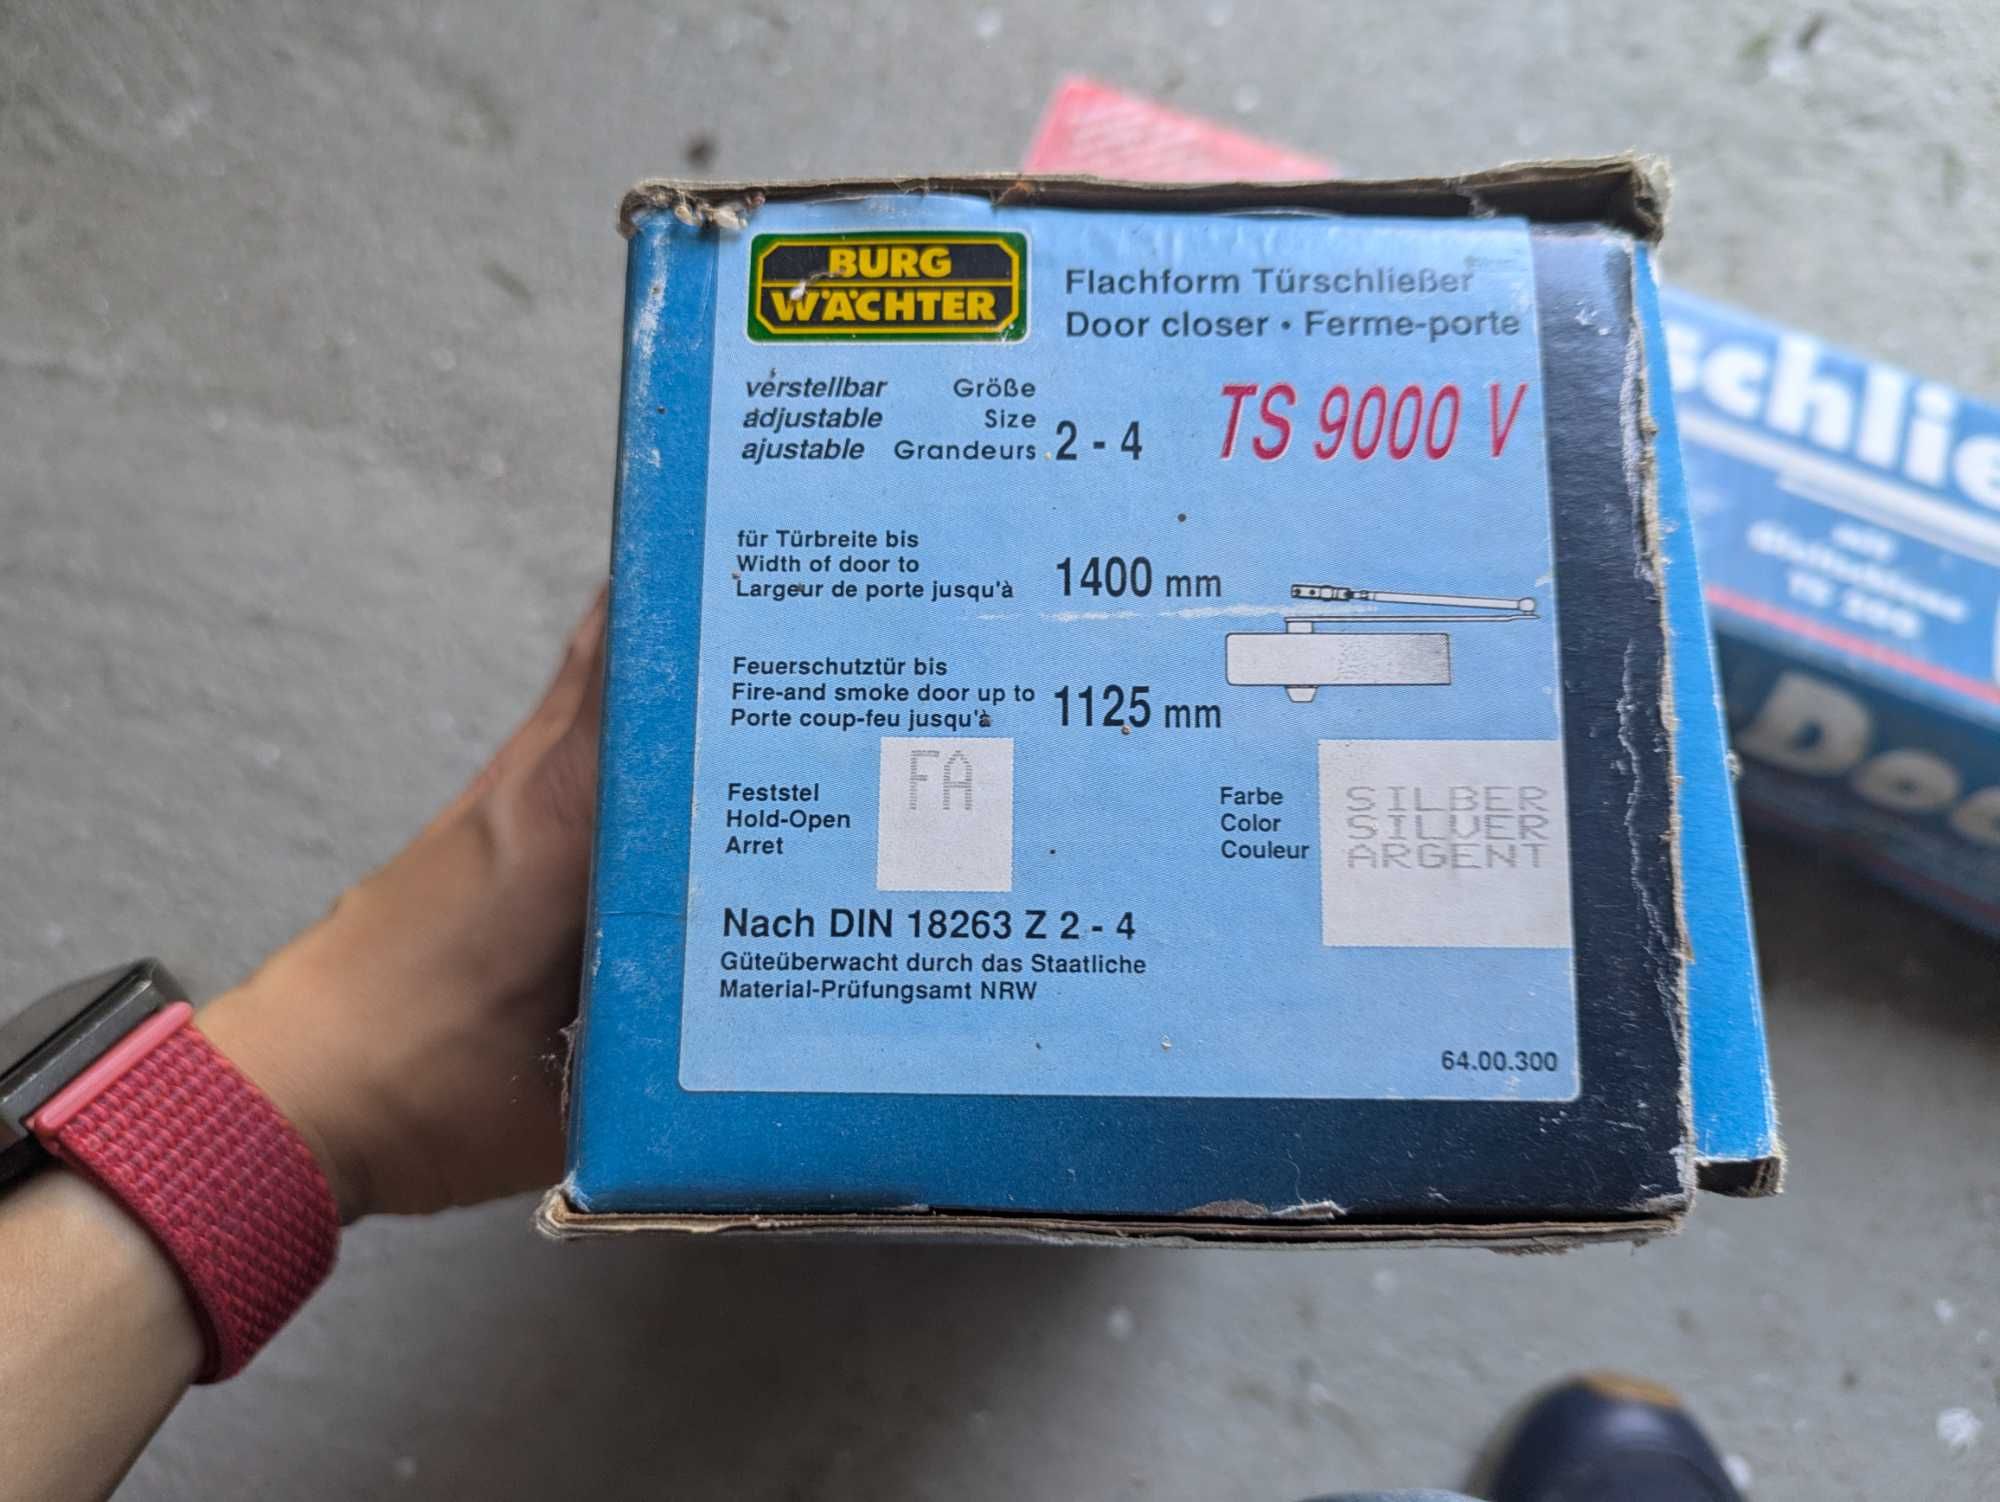 BURG
WÄCHTER
Flachform Türschließer
Door closer • Ferme-porte
verstellbar Größe
adjustable Size
ajustable Grandeurs 2 - 4
TS 9000 V
für Türbreite bis
Width of door to
Largeur de porte jusqu'à
1400 mm
Feuerschutztür bis
Fire-and smoke door up to
Porte coup-feu jusqu'à
1125 mm
Feststel
Hold-Open
Arret
FA
Farbe
Color
Couleur
SILBER
SILVER
ARGENT
Nach DIN 18263 Z 2 - 4
Güteüberwacht durch das Staatliche
Material-Prüfungsamt NRW
64.00.300
schlie
mit
Doo